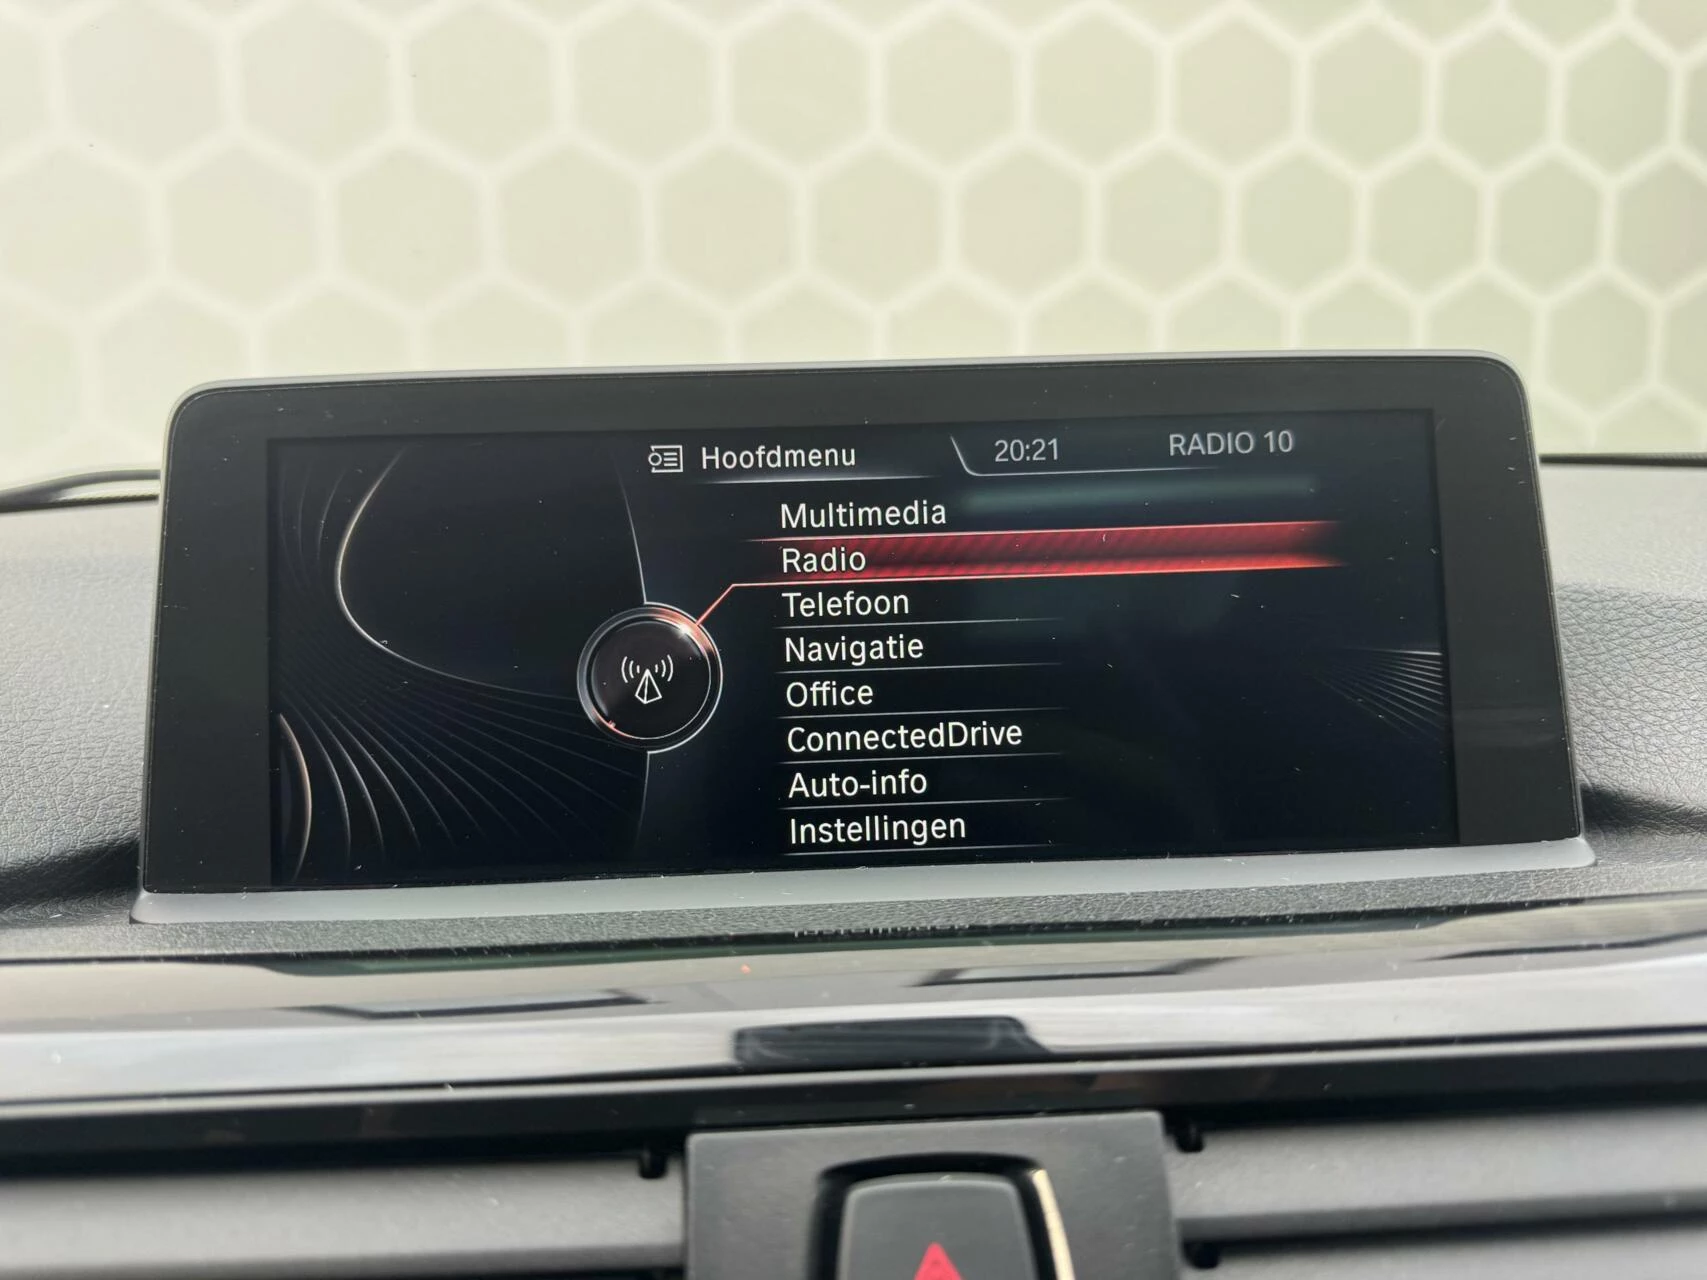 Hoofdmenu 20:21 RADIO 10
Multimedia
Radio
Telefoon
Navigatie
Office
ConnectedDrive
Auto-info
Instellingen